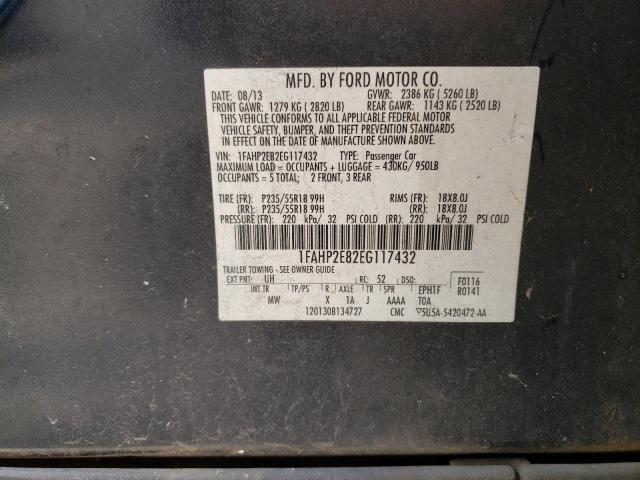 MFD. BY FORD MOTOR CO.
DATE: 08/13 GVWR: 2386 KG ( 5260 LB)
FRONT GAWR: 1279 KG ( 2820 LB) REAR GAWR: 1143 KG ( 2520 LB)
THIS VEHICLE CONFORMS TO ALL APPLICABLE FEDERAL MOTOR
VEHICLE SAFETY, BUMPER, AND THEFT PREVENTION STANDARDS
IN EFFECT ON THE DATE OF MANUFACTURE SHOWN ABOVE.
VIN: 1FAHP2E82EG117432 TYPE: Passenger Car
MAXIMUM LOAD = OCCUPANTS + LUGGAGE = 430KG/ 950LB
OCCUPANTS = 5 TOTAL; 2 FRONT, 3 REAR
TIRE (FR): P235/55R18 99H RIMS (FR): 18X8.0J
(RR): P235/55R18 99H (RR): 18X8.0J
PRESSURE (FR): 220 kPa/ 32 PSI COLD (RR): 220 kPa/ 32 PSI COLD
1FAHP2E82EG117432
TRAILER TOWING - SEE OWNER GUIDE
EXT PNT: UH RC: 52 DSO: F0116
INT TR TP/PS R AXLE TR SPR EPH1F R0141
MW X 1A J AAAA T0A
1201308134727 CMC 5U5A-5420472-AA